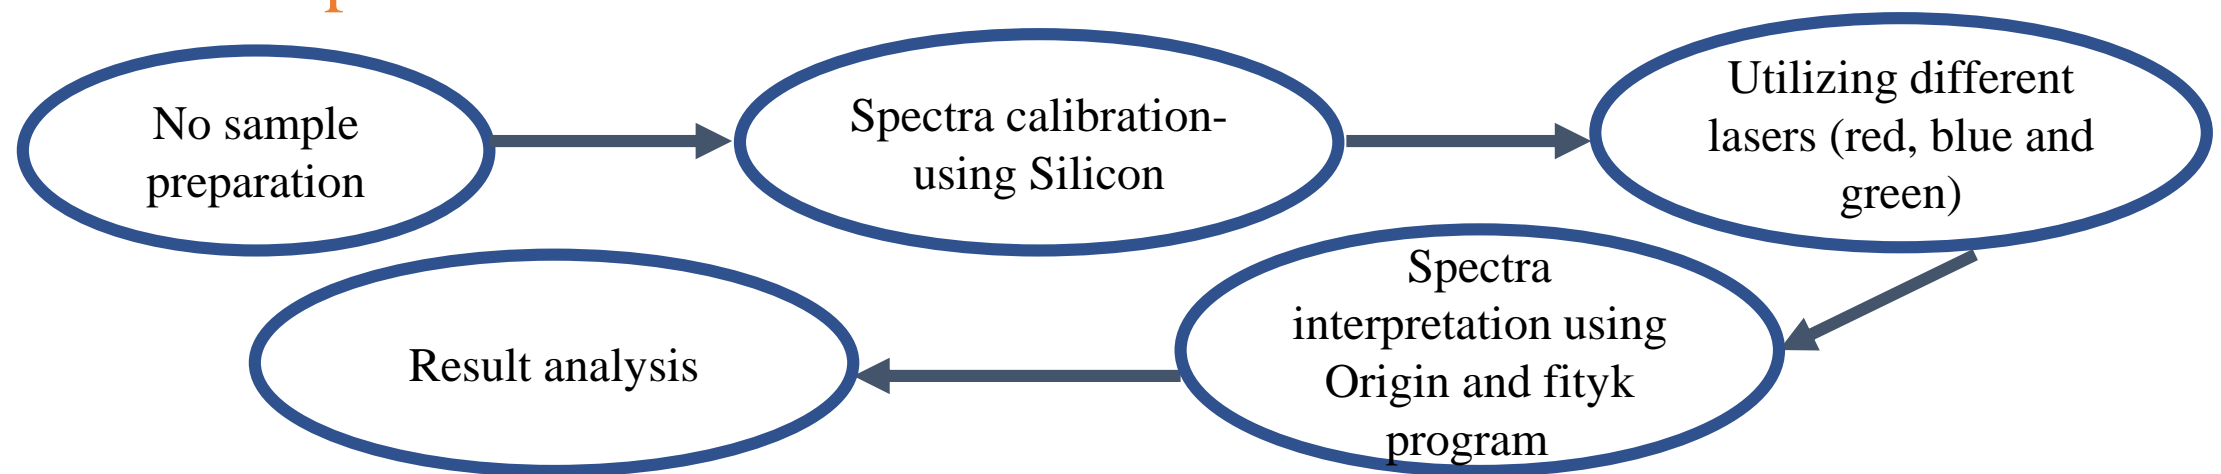 No sample
preparation
Spectra calibration-
using Silicon
Utilizing different
lasers (red, blue and
green)
Spectra
interpretation using
Origin and fityk
program
Result analysis